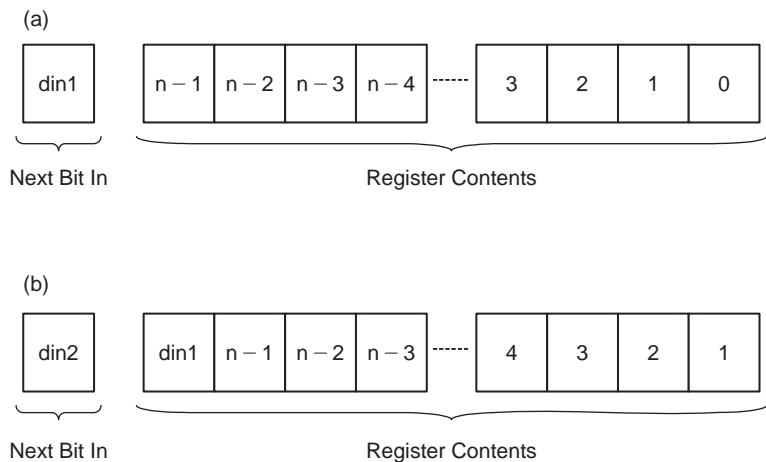 (a)
din1 n − 1 n − 2 n − 3 n − 4 3 2 1 0
Next Bit In Register Contents
(b)
din2 din1 n − 1 n − 2 n − 3 4 3 2 1
Next Bit In Register Contents